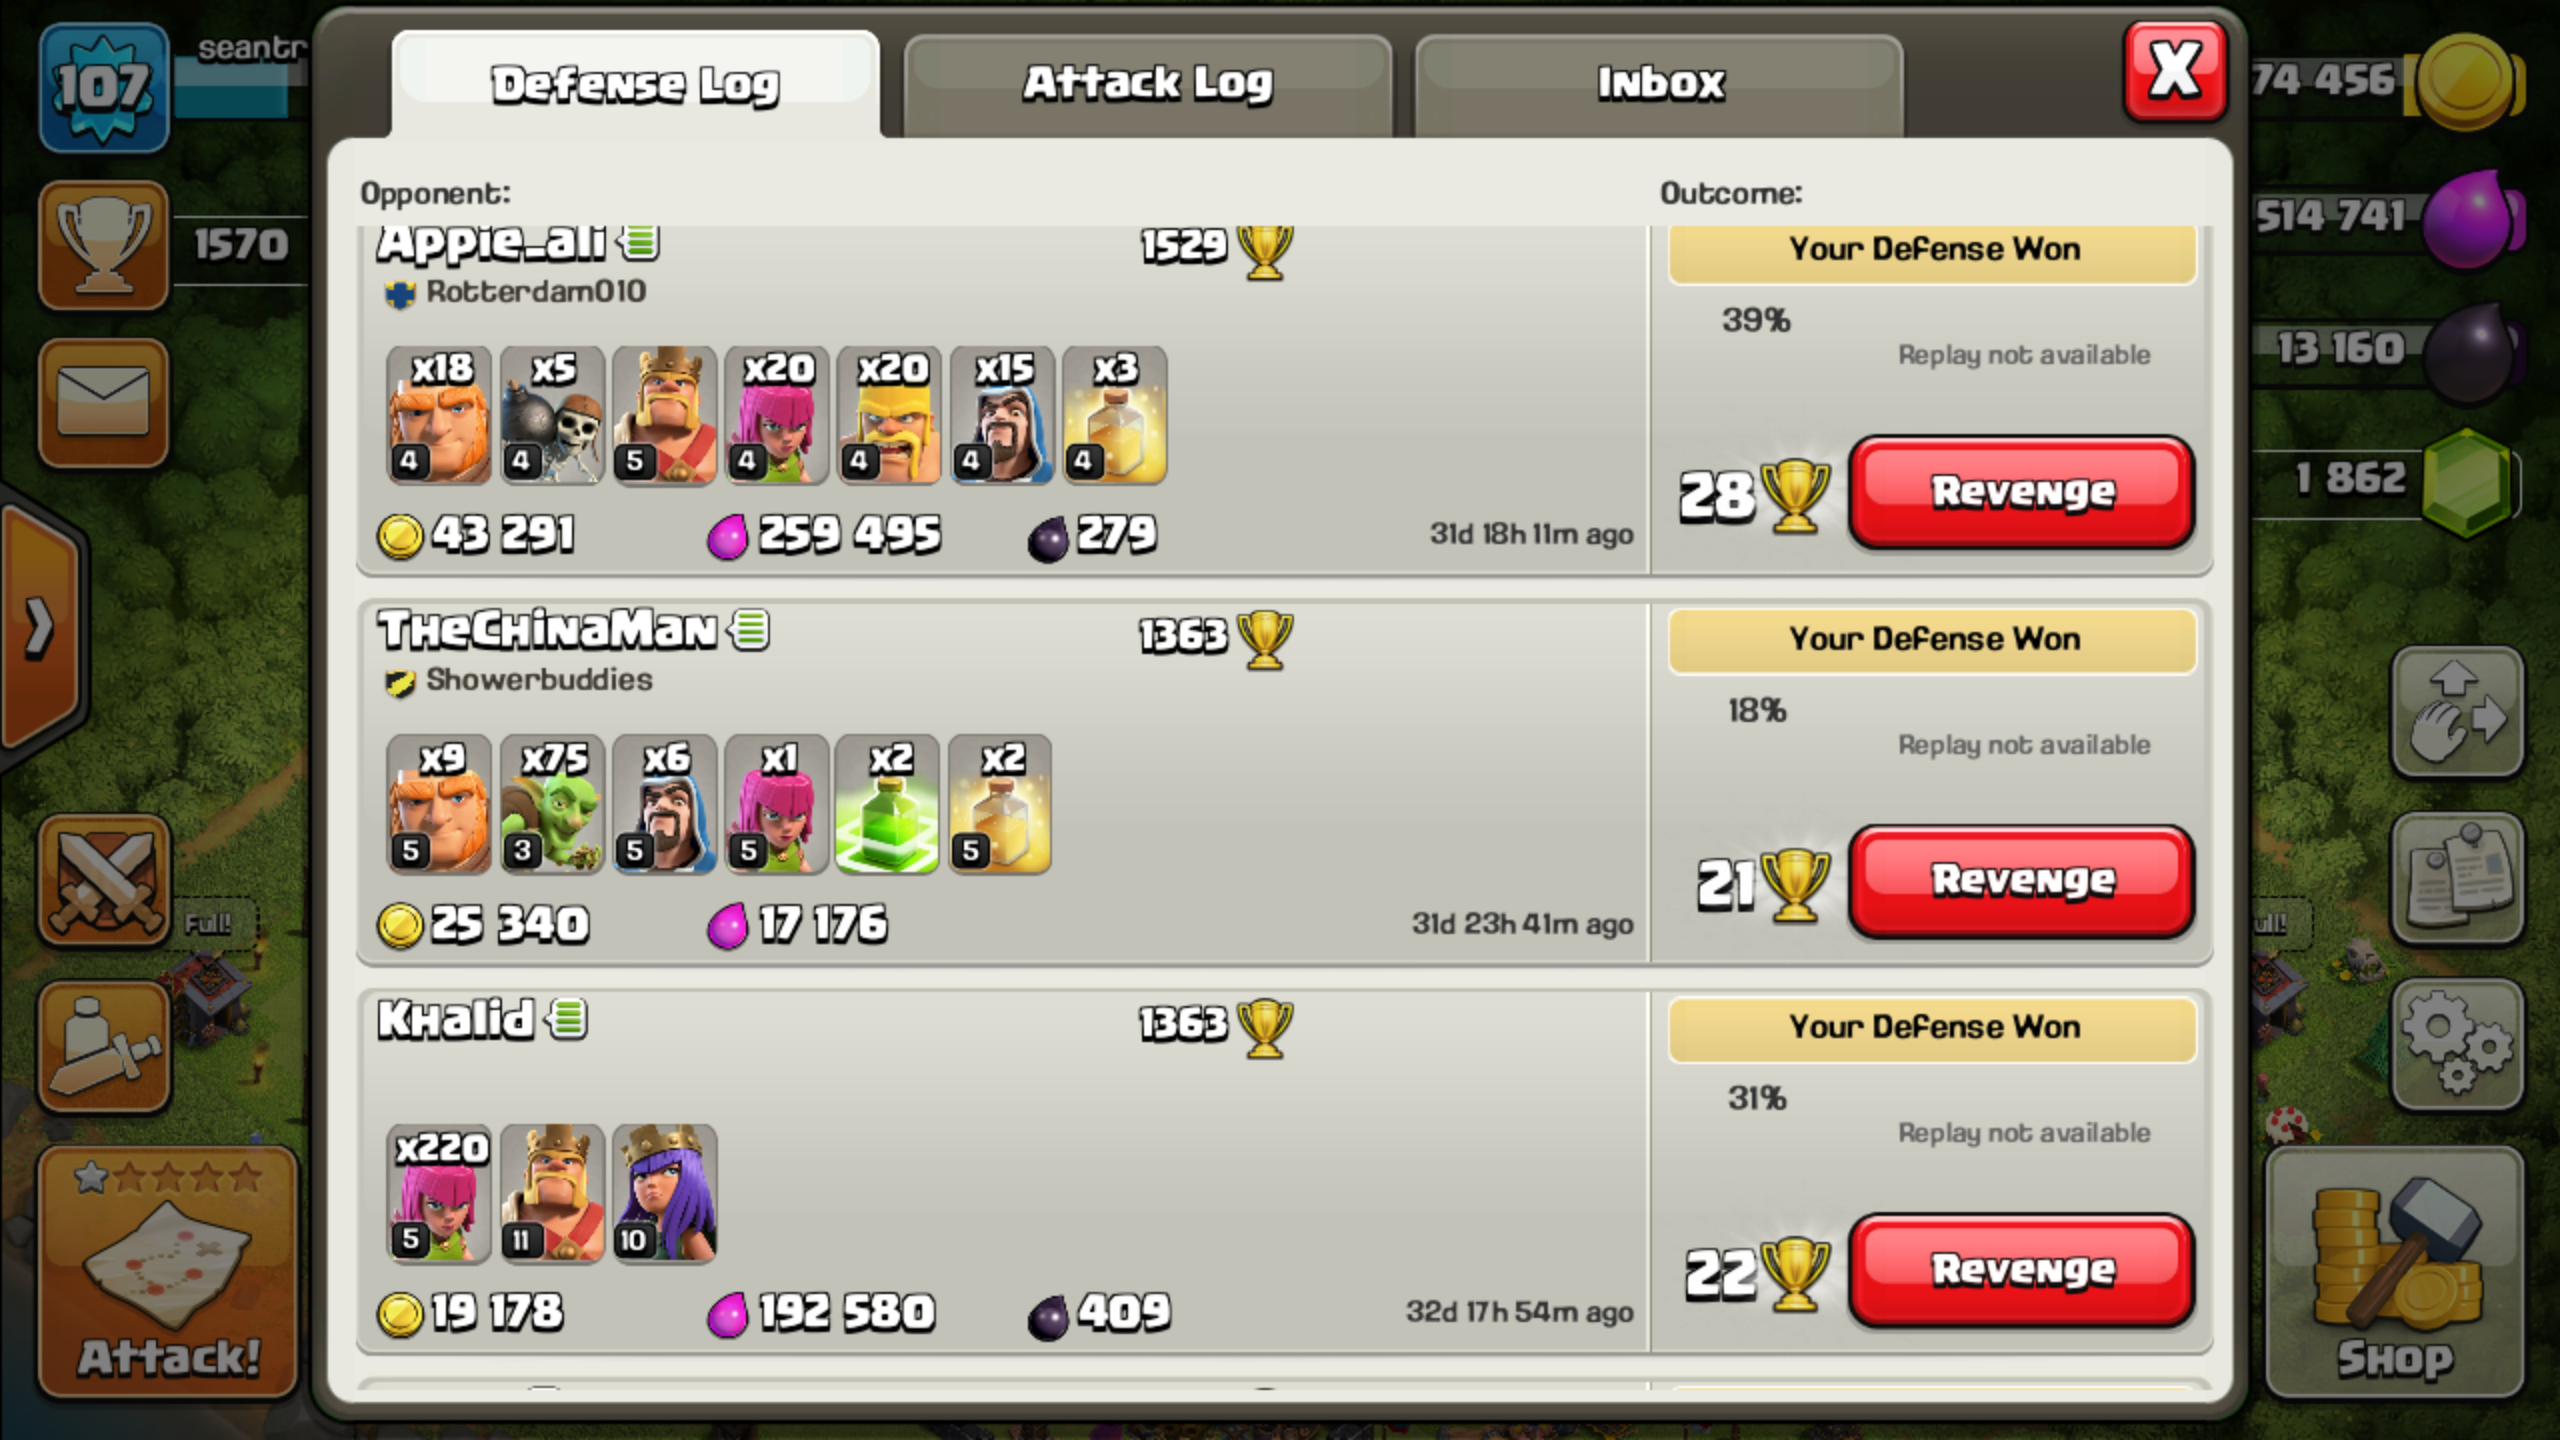 107
seantr
Defense Log
Attack Log
Inbox
X
74 456
1570
514 741
13 160
1 862
Opponent:
Outcome:
Appie_ali
1529
Your Defense Won
Rotterdam010
39%
Replay not available
x18 x5 x20 x20 x15 x3
4 4 5 4 4 4 4
28
Revenge
43 291
259 495
279
31d 18h 11m ago
TheChinaMan
1363
Your Defense Won
Showerbuddies
18%
Replay not available
x9 x75 x6 x1 x2 x2
5 3 5 5 5
21
Revenge
25 340
17 176
31d 23h 41m ago
Khalid
1363
Your Defense Won
31%
Replay not available
x220
5 11 10
22
Revenge
19 178
192 580
409
32d 17h 54m ago
Full!
Attack!
Shop